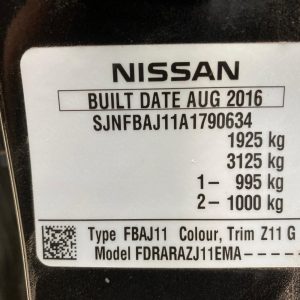 NISSAN
BUILT DATE AUG 2016
SJNFBAJ11A1790634
1925 kg
3125 kg
1– 995 kg
2– 1000 kg
Type FBAJ11 Colour, Trim Z11 G
Model FDRARAZJ11EMA–––––